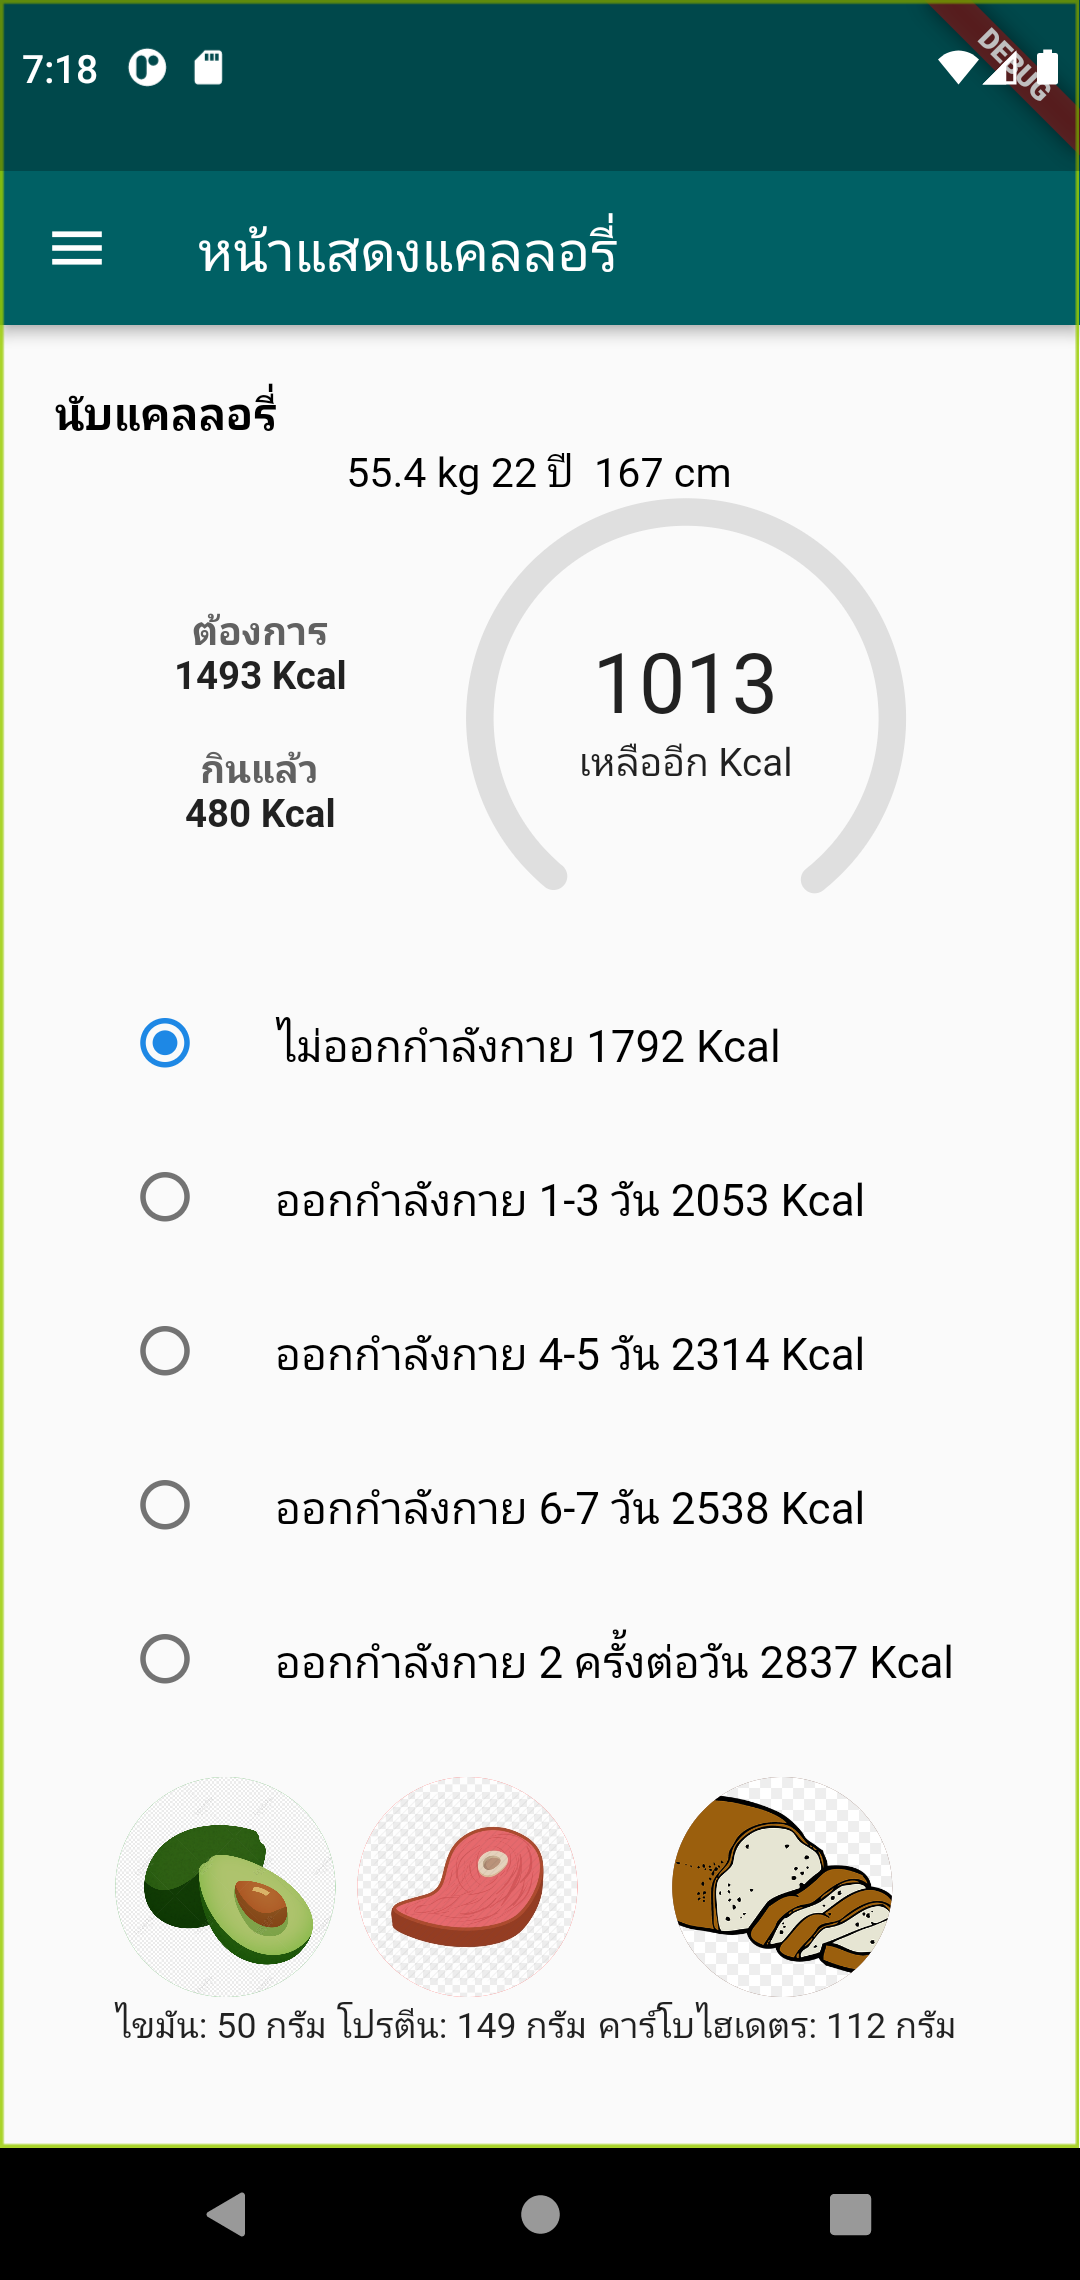 7:18
DEBUG
หน้าแสดงแคลลอรี่
นับแคลลอรี่
55.4 kg 22 ปี  167 cm
ต้องการ
1493 Kcal
กินแล้ว
480 Kcal
1013
เหลืออีก Kcal
ไม่ออกกำลังกาย 1792 Kcal
ออกกำลังกาย 1-3 วัน 2053 Kcal
ออกกำลังกาย 4-5 วัน 2314 Kcal
ออกกำลังกาย 6-7 วัน 2538 Kcal
ออกกำลังกาย 2 ครั้งต่อวัน 2837 Kcal
ไขมัน: 50 กรัม โปรตีน: 149 กรัม คาร์โบไฮเดตร: 112 กรัม